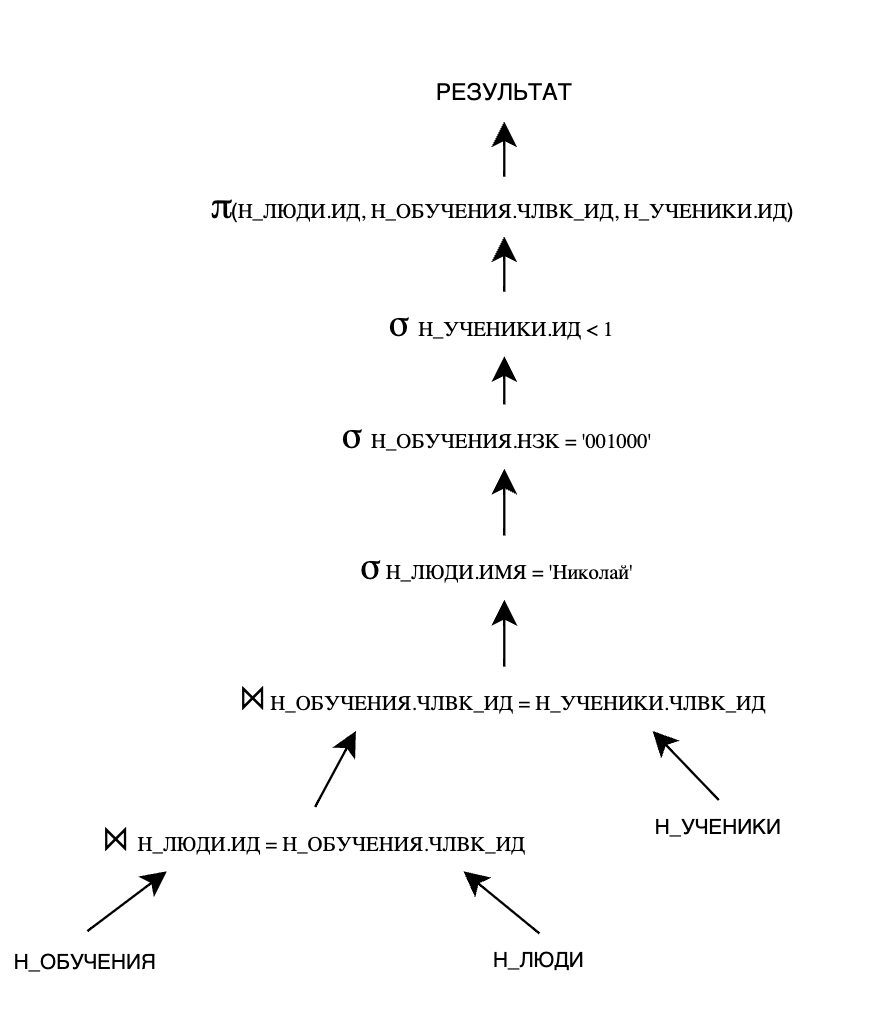 РЕЗУЛЬТАТ
π(Н_ЛЮДИ.ИД, Н_ОБУЧЕНИЯ.ЧЛВК_ИД, Н_УЧЕНИКИ.ИД)
σ Н_УЧЕНИКИ.ИД < 1
σ Н_ОБУЧЕНИЯ.НЗК = '001000'
σ Н_ЛЮДИ.ИМЯ = 'Николай'
⋈ Н_ОБУЧЕНИЯ.ЧЛВК_ИД = Н_УЧЕНИКИ.ЧЛВК_ИД
Н_УЧЕНИКИ
⋈ Н_ЛЮДИ.ИД = Н_ОБУЧЕНИЯ.ЧЛВК_ИД
Н_ОБУЧЕНИЯ
Н_ЛЮДИ